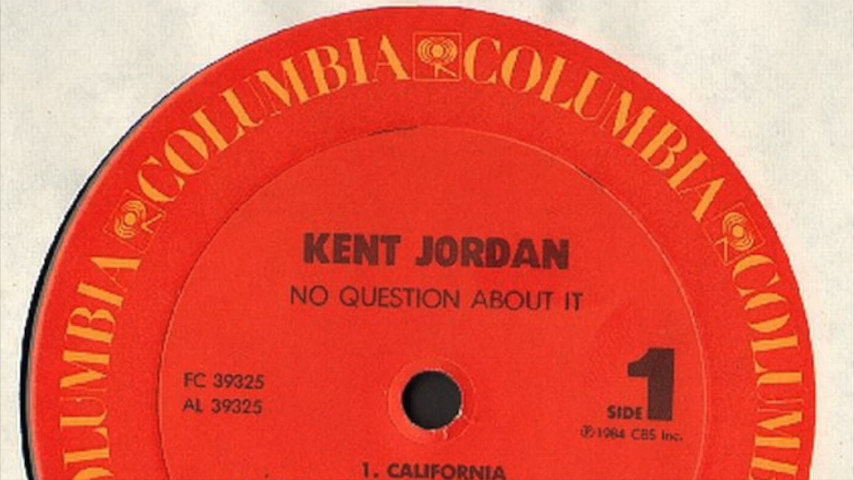 COLUMBIA COLUMBIA
COLUMBIA
COLUMBIA
KENT JORDAN
NO QUESTION ABOUT IT
FC 39325
AL 39325
SIDE 1
℗1984 CBS Inc.
1. CALIFORNIA